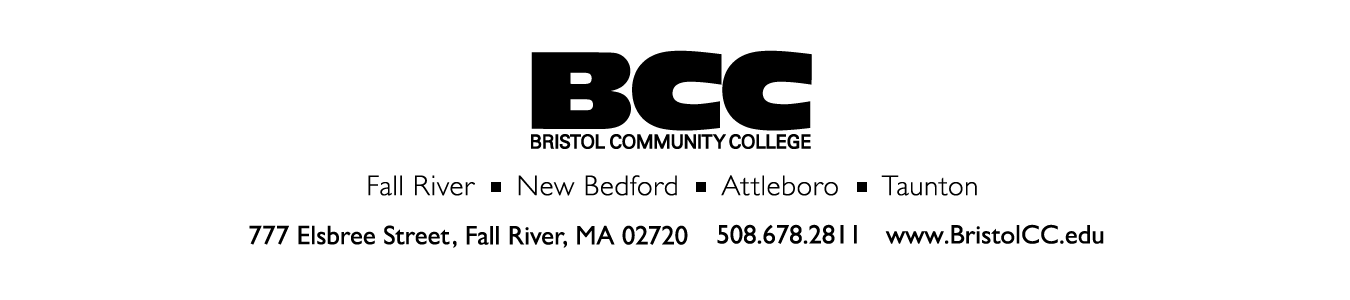 BCC
BRISTOL COMMUNITY COLLEGE
Fall River ■ New Bedford ■ Attleboro ■ Taunton
777 Elsbree Street, Fall River, MA 02720 508.678.2811 www.BristolCC.edu